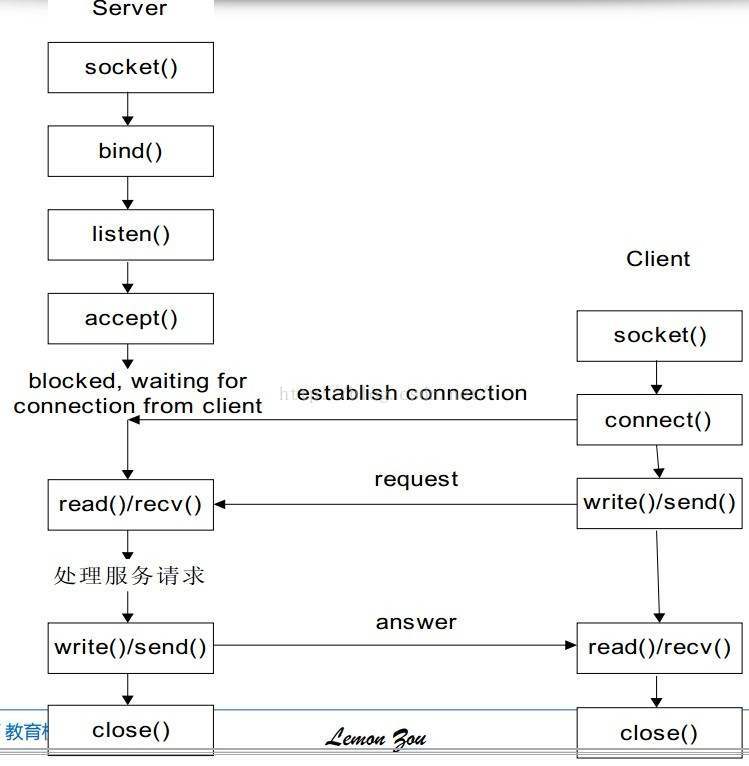 Server
socket()
bind()
listen()
accept()
blocked, waiting for
connection from client
read()/recv()
处理服务请求
write()/send()
close()
establish connection
request
answer
Client
socket()
connect()
write()/send()
read()/recv()
close()
教育
Lemon Zou